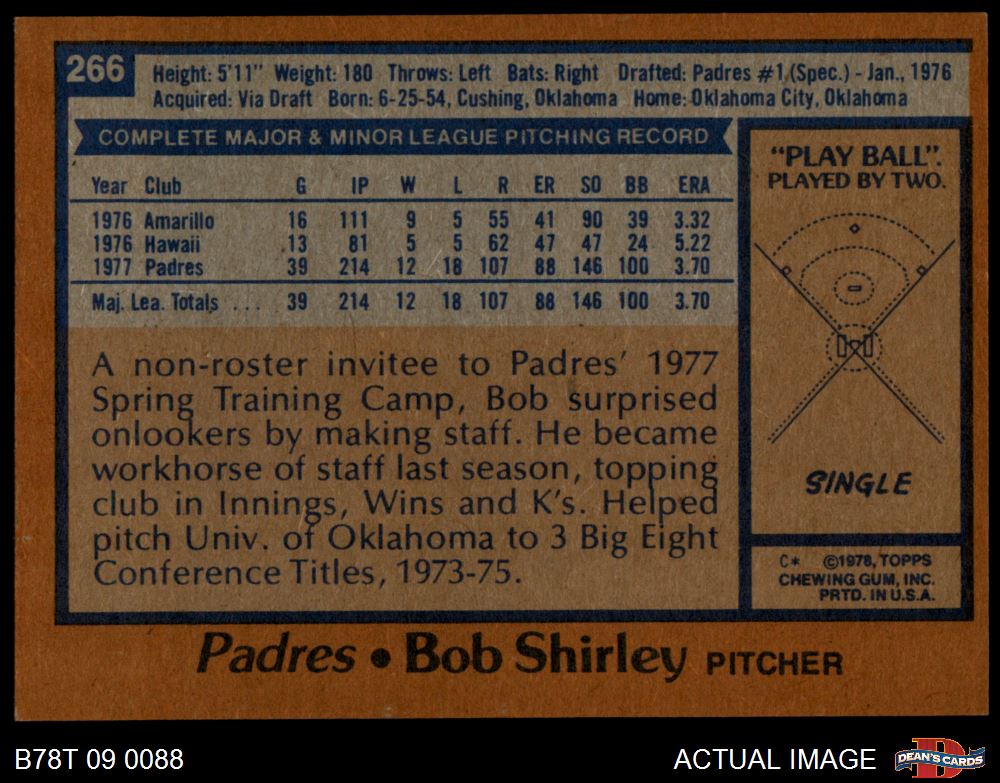 266
Height: 5'11" Weight: 180 Throws: Left Bats: Right Drafted: Padres #1 (Spec.) - Jan., 1976
Acquired: Via Draft Born: 6-25-54, Cushing, Oklahoma Home: Oklahoma City, Oklahoma
COMPLETE MAJOR & MINOR LEAGUE PITCHING RECORD
Year Club G IP W L R ER SO BB ERA
1976 Amarillo 16 111 9 5 55 41 90 39 3.32
1976 Hawaii 13 81 5 5 62 47 47 24 5.22
1977 Padres 39 214 12 18 107 88 146 100 3.70
Maj. Lea. Totals ... 39 214 12 18 107 88 146 100 3.70
A non-roster invitee to Padres' 1977
Spring Training Camp, Bob surprised
onlookers by making staff. He became
workhorse of staff last season, topping
club in Innings, Wins and K's. Helped
pitch Univ. of Oklahoma to 3 Big Eight
Conference Titles, 1973-75.
"PLAY BALL".
PLAYED BY TWO.
SINGLE
C* ©1978, TOPPS
CHEWING GUM, INC.
PRTD. IN U.S.A.
Padres • Bob Shirley PITCHER
B78T 09 0088
ACTUAL IMAGE
DEAN'S CARDS